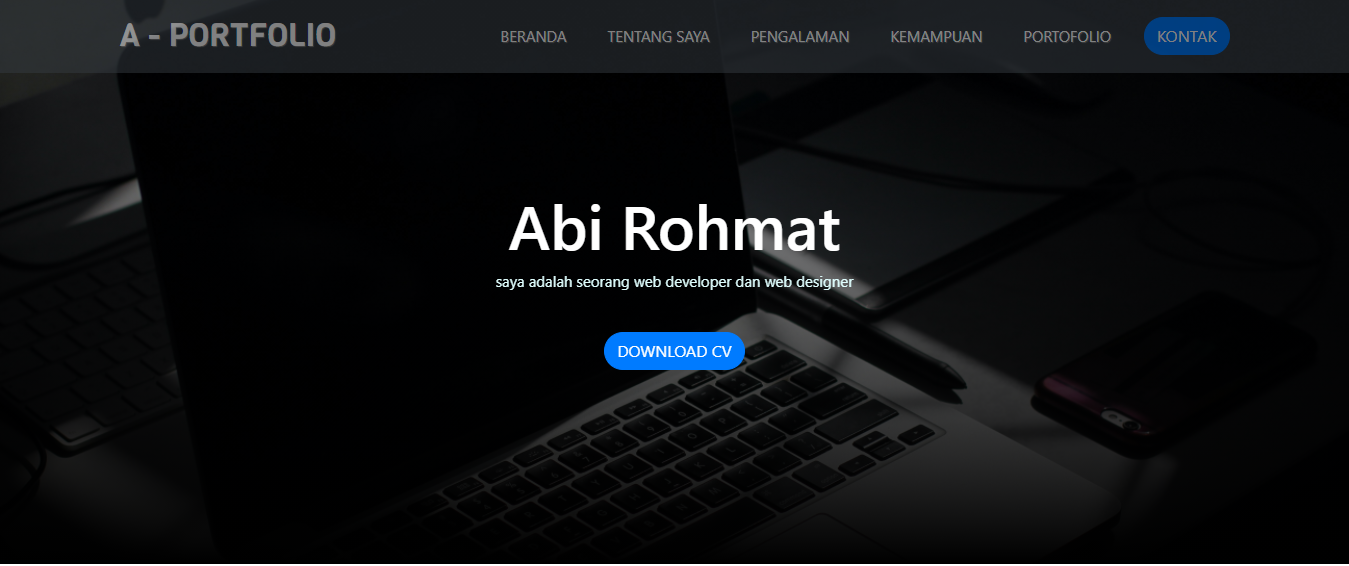 A - PORTFOLIO
BERANDA TENTANG SAYA PENGALAMAN KEMAMPUAN PORTOFOLIO KONTAK
Abi Rohmat
saya adalah seorang web developer dan web designer
DOWNLOAD CV